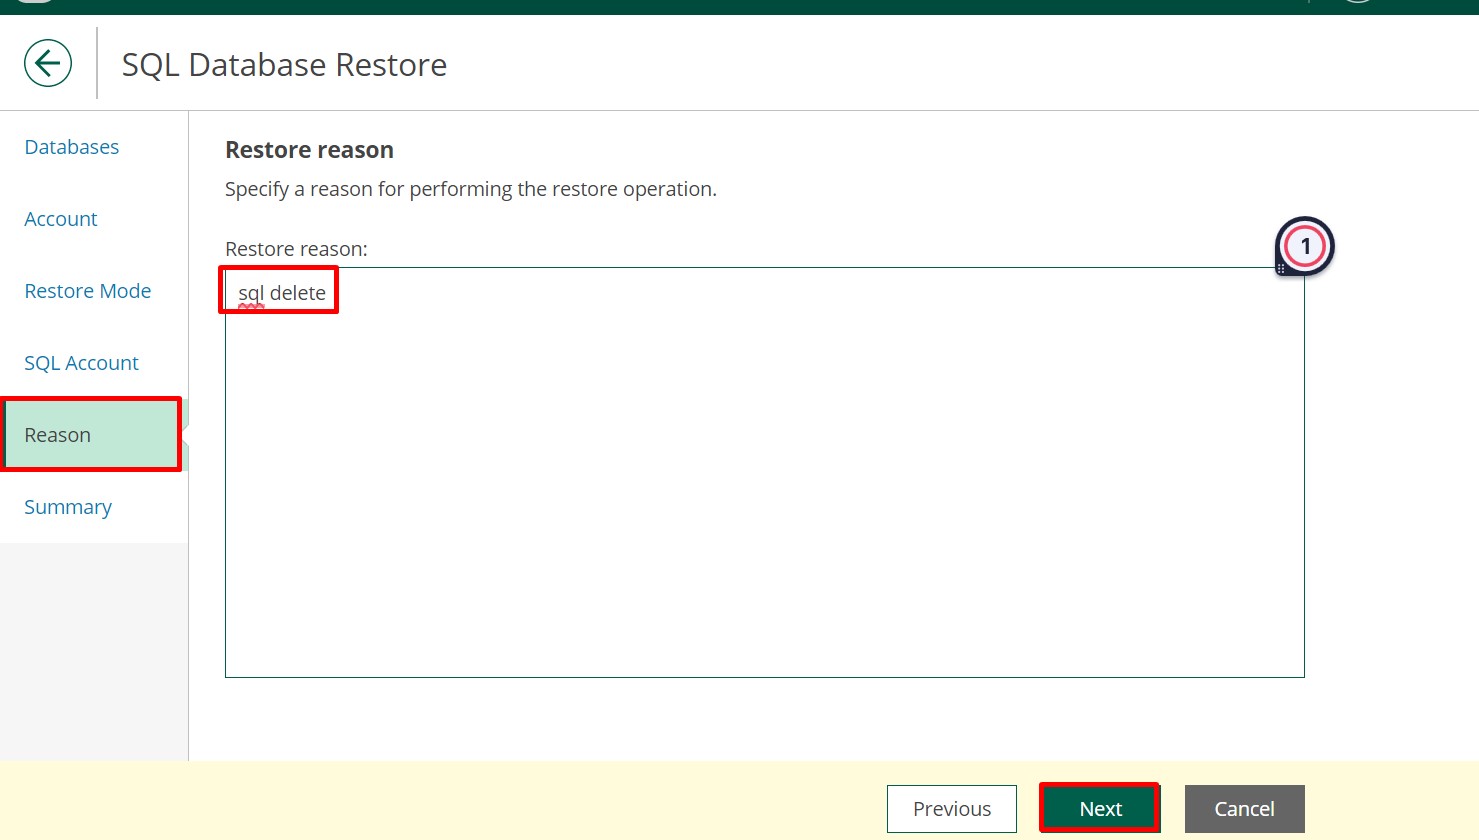 SQL Database Restore
Databases
Account
Restore Mode
SQL Account
Reason
Summary
Restore reason
Specify a reason for performing the restore operation.
Restore reason:
1
sql delete
Previous
Next
Cancel